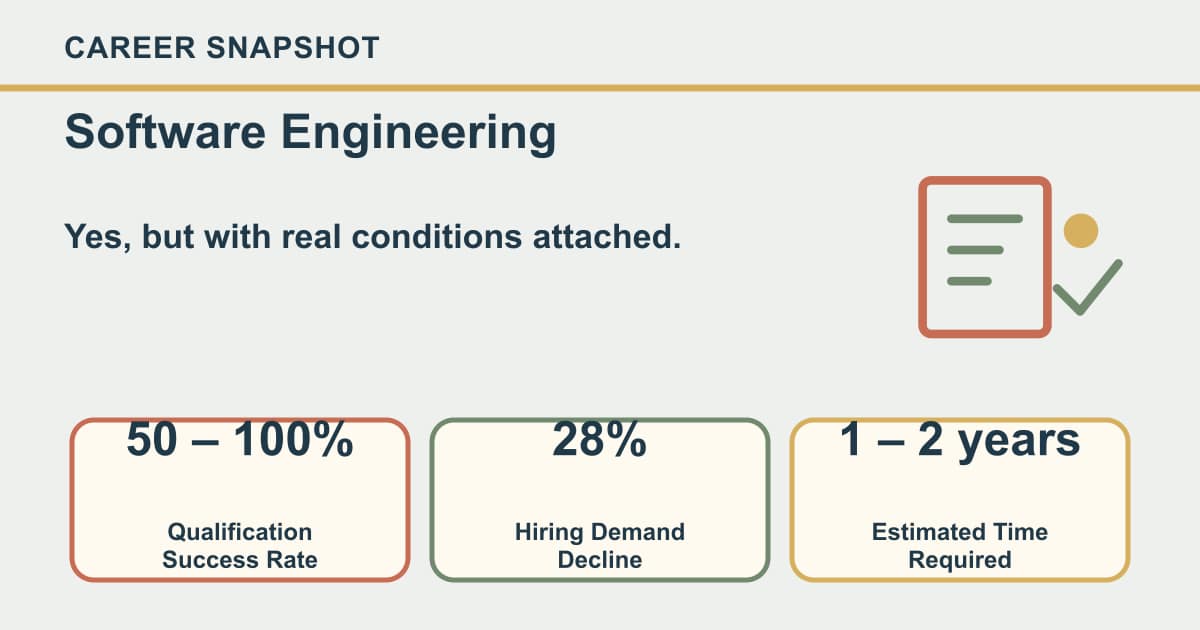 CAREER SNAPSHOT
Software Engineering
Yes, but with real conditions attached.
50 – 100%
Qualification
Success Rate
28%
Hiring Demand
Decline
1 – 2 years
Estimated Time
Required